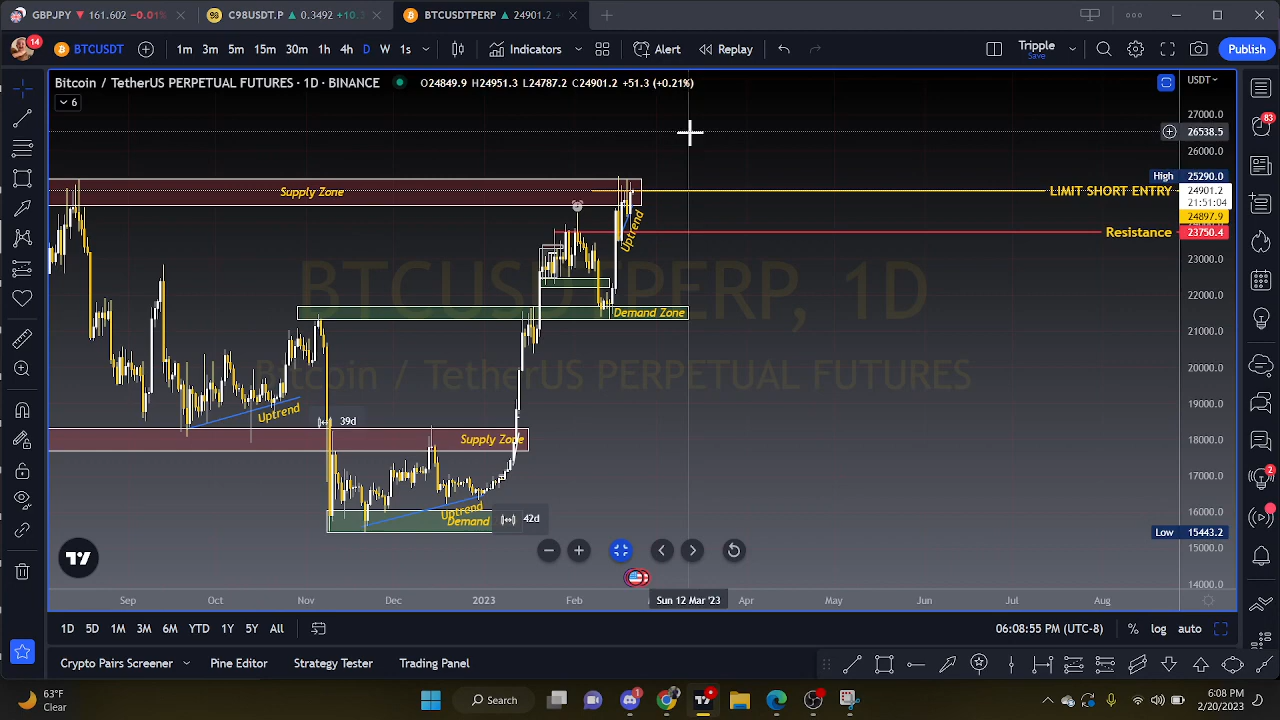 GBPJPY ▼ 161.602 −0.01%
C98USDT.P ▲ 0.3492 +10.
BTCUSDTPERP ▲ 24901.2 +
14
BTCUSDT
1m 3m 5m 15m 30m 1h 4h D W 1s
Indicators
Alert
Replay
Tripple
Save
Publish
Bitcoin / TetherUS PERPETUAL FUTURES · 1D · BINANCE
O24849.9 H24951.3 L24787.2 C24901.2 +51.3 (+0.21%)
USDT
6
83
27000.0
26538.5
26000.0
High 25290.0
Supply Zone
LIMIT SHORT ENTRY
24901.2
21:51:04
24897.9
Uptrend
Resistance
23750.4
23000.0
BTCUSDTPERP, 1D
22000.0
Demand Zone
21000.0
Bitcoin / TetherUS PERPETUAL FUTURES
20000.0
Uptrend
39d
19000.0
Supply Zone
18000.0
17000.0
2
Uptrend
Demand
42d
16000.0
Low 15443.2
15000.0
14000.0
Sep Oct Nov Dec 2023 Feb Sun 12 Mar '23 Apr May Jun Jul Aug
1D 5D 1M 3M 6M YTD 1Y 5Y All
06:08:55 PM (UTC-8)
% log auto
Crypto Pairs Screener
Pine Editor
Strategy Tester
Trading Panel
63°F
Clear
Search
1
6:08 PM
2/20/2023